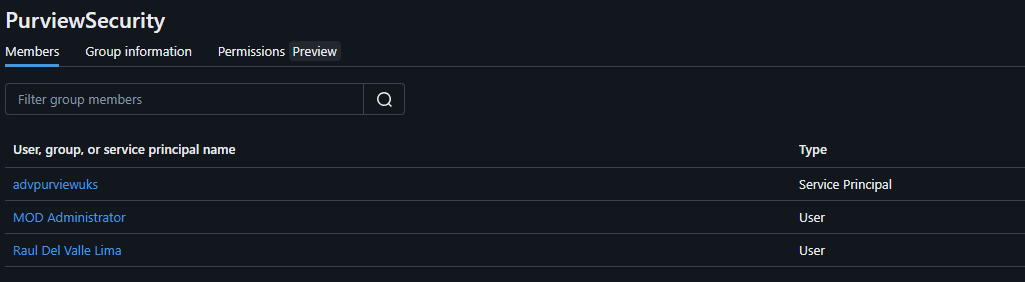 PurviewSecurity
Members Group information Permissions Preview
Filter group members
User, group, or service principal name Type
advpurviewuks Service Principal
MOD Administrator User
Raul Del Valle Lima User